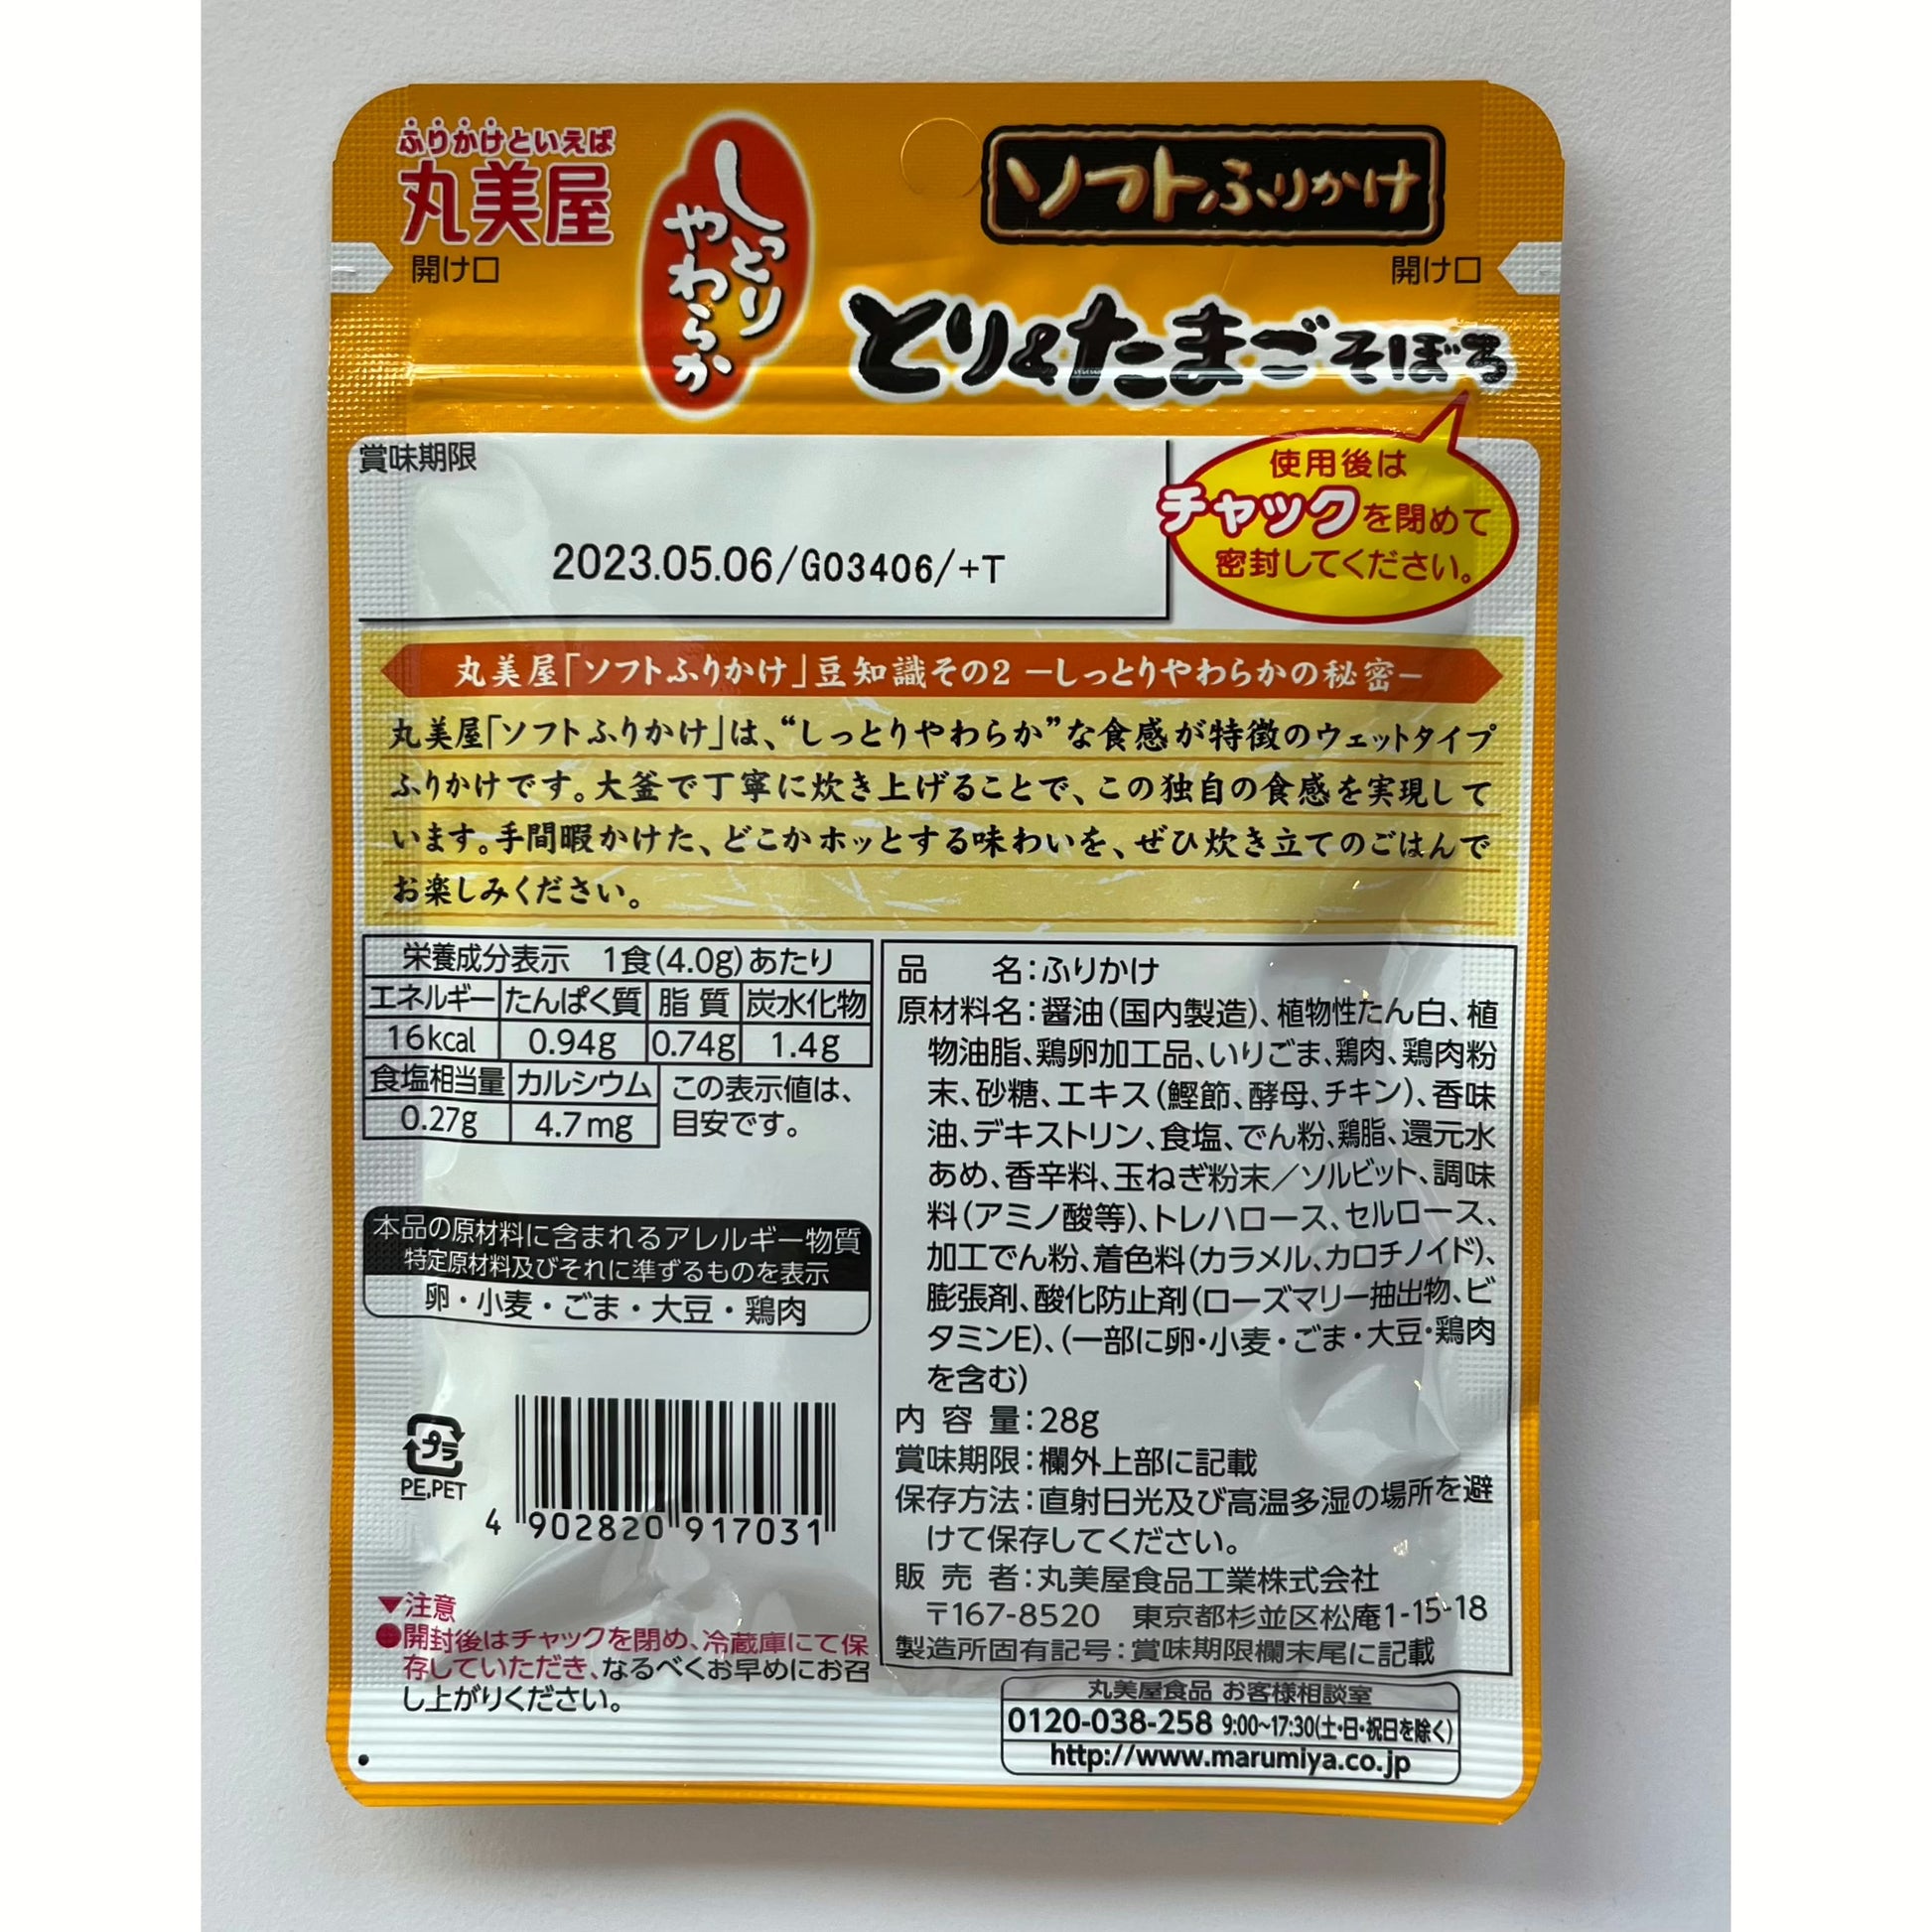 ふりかけといえば
丸美屋
しっとり
やわらか
ソフトふりかけ
開け口
開け口
とり&たまごそぼろ
賞味期限
2023.05.06/G03406/+T
使用後は
チャックを閉めて
密封してください。
丸美屋「ソフトふりかけ」豆知識その2 ーしっとりやわらかの秘密ー
丸美屋「ソフトふりかけ」は、“しっとりやわらか”な食感が特徴のウェットタイプ
ふりかけです。大釜で丁寧に炊き上げることで、この独自の食感を実現して
います。手間暇かけた、どこかホッとする味わいを、ぜひ炊き立てのごはんで
お楽しみください。
栄養成分表示 1食(4.0g)あたり
エネルギー たんぱく質 脂質 炭水化物
16kcal 0.94g 0.74g 1.4g
食塩相当量 カルシウム この表示値は、
0.27g 4.7mg 目安です。
本品の原材料に含まれるアレルギー物質
特定原材料及びそれに準ずるものを表示
卵・小麦・ごま・大豆・鶏肉
プラ
PE,PET
4 902820 917031
▼注意
●開封後はチャックを閉め、冷蔵庫にて保
存していただき、なるべくお早めにお召
し上がりください。
品名:ふりかけ
原材料名:醤油(国内製造)、植物性たん白、植
物油脂、鶏卵加工品、いりごま、鶏肉、鶏肉粉
末、砂糖、エキス(鰹節、酵母、チキン)、香味
油、デキストリン、食塩、でん粉、鶏脂、還元水
あめ、香辛料、玉ねぎ粉末/ソルビット、調味
料(アミノ酸等)、トレハロース、セルロース、
加工でん粉、着色料(カラメル、カロチノイド)、
膨張剤、酸化防止剤(ローズマリー抽出物、ビ
タミンE)、(一部に卵・小麦・ごま・大豆・鶏肉
を含む)
内容量:28g
賞味期限:欄外上部に記載
保存方法:直射日光及び高温多湿の場所を避
けて保存してください。
販売者:丸美屋食品工業株式会社
〒167-8520 東京都杉並区松庵1-15-18
製造所固有記号:賞味期限欄末尾に記載
丸美屋食品 お客様相談室
0120-038-258 9:00~17:30(土・日・祝日を除く)
http://www.marumiya.co.jp